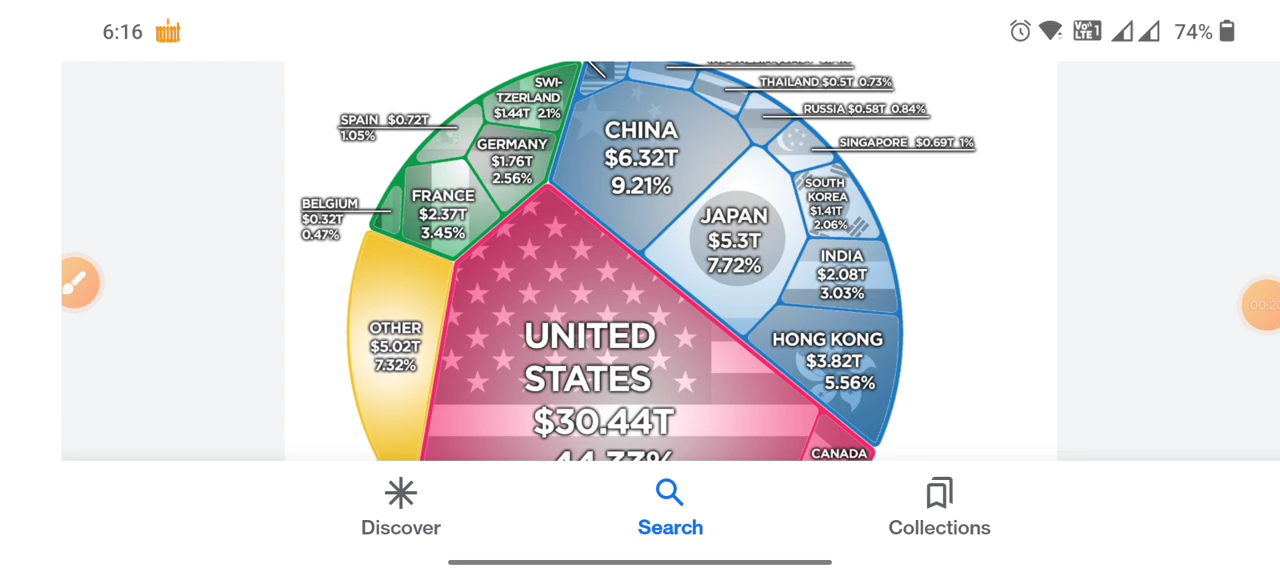 6:16
mint
Vo LTE1
74%
THAILAND $0.5T 0.73%
RUSSIA $0.58T 0.84%
SINGAPORE $0.69T 1%
SWI-
TZERLAND
$1.44T 2.1%
SPAIN $0.72T
1.05%
GERMANY
$1.76T
2.56%
CHINA
$6.32T
9.21%
BELGIUM
$0.32T
0.47%
FRANCE
$2.37T
3.45%
JAPAN
$5.3T
7.72%
SOUTH
KOREA
$1.41T
2.06%
INDIA
$2.08T
3.03%
OTHER
$5.02T
7.32%
UNITED
STATES
$30.44T
HONG KONG
$3.82T
5.56%
CANADA
Discover
Search
Collections